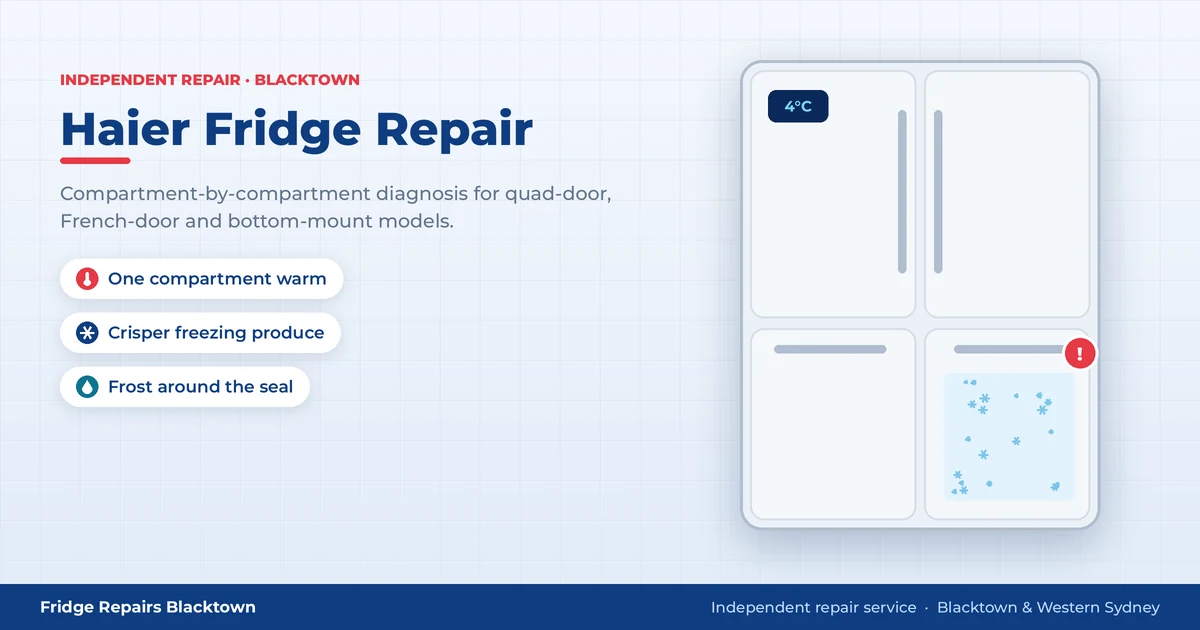 INDEPENDENT REPAIR · BLACKTOWN
Haier Fridge Repair
Compartment-by-compartment diagnosis for quad-door,
French-door and bottom-mount models.
One compartment warm
Crisper freezing produce
Frost around the seal
4°C
!
Fridge Repairs Blacktown
Independent repair service · Blacktown & Western Sydney